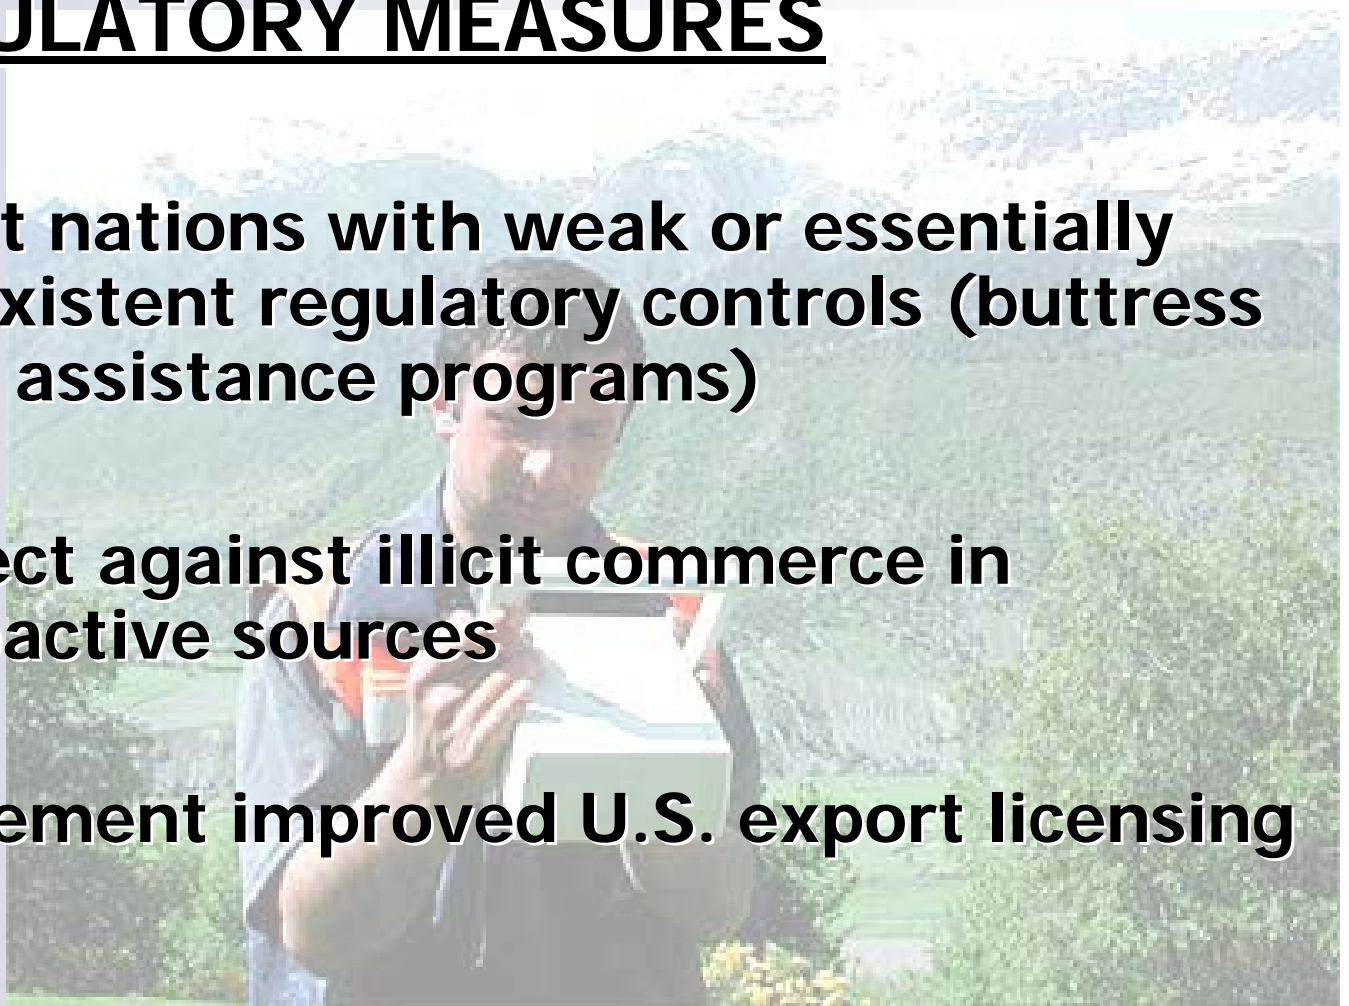 ULATORY MEASURES
t nations with weak or essentially
xistent regulatory controls (buttress
assistance programs)
ect against illicit commerce in
active sources
ement improved U.S. export licensing